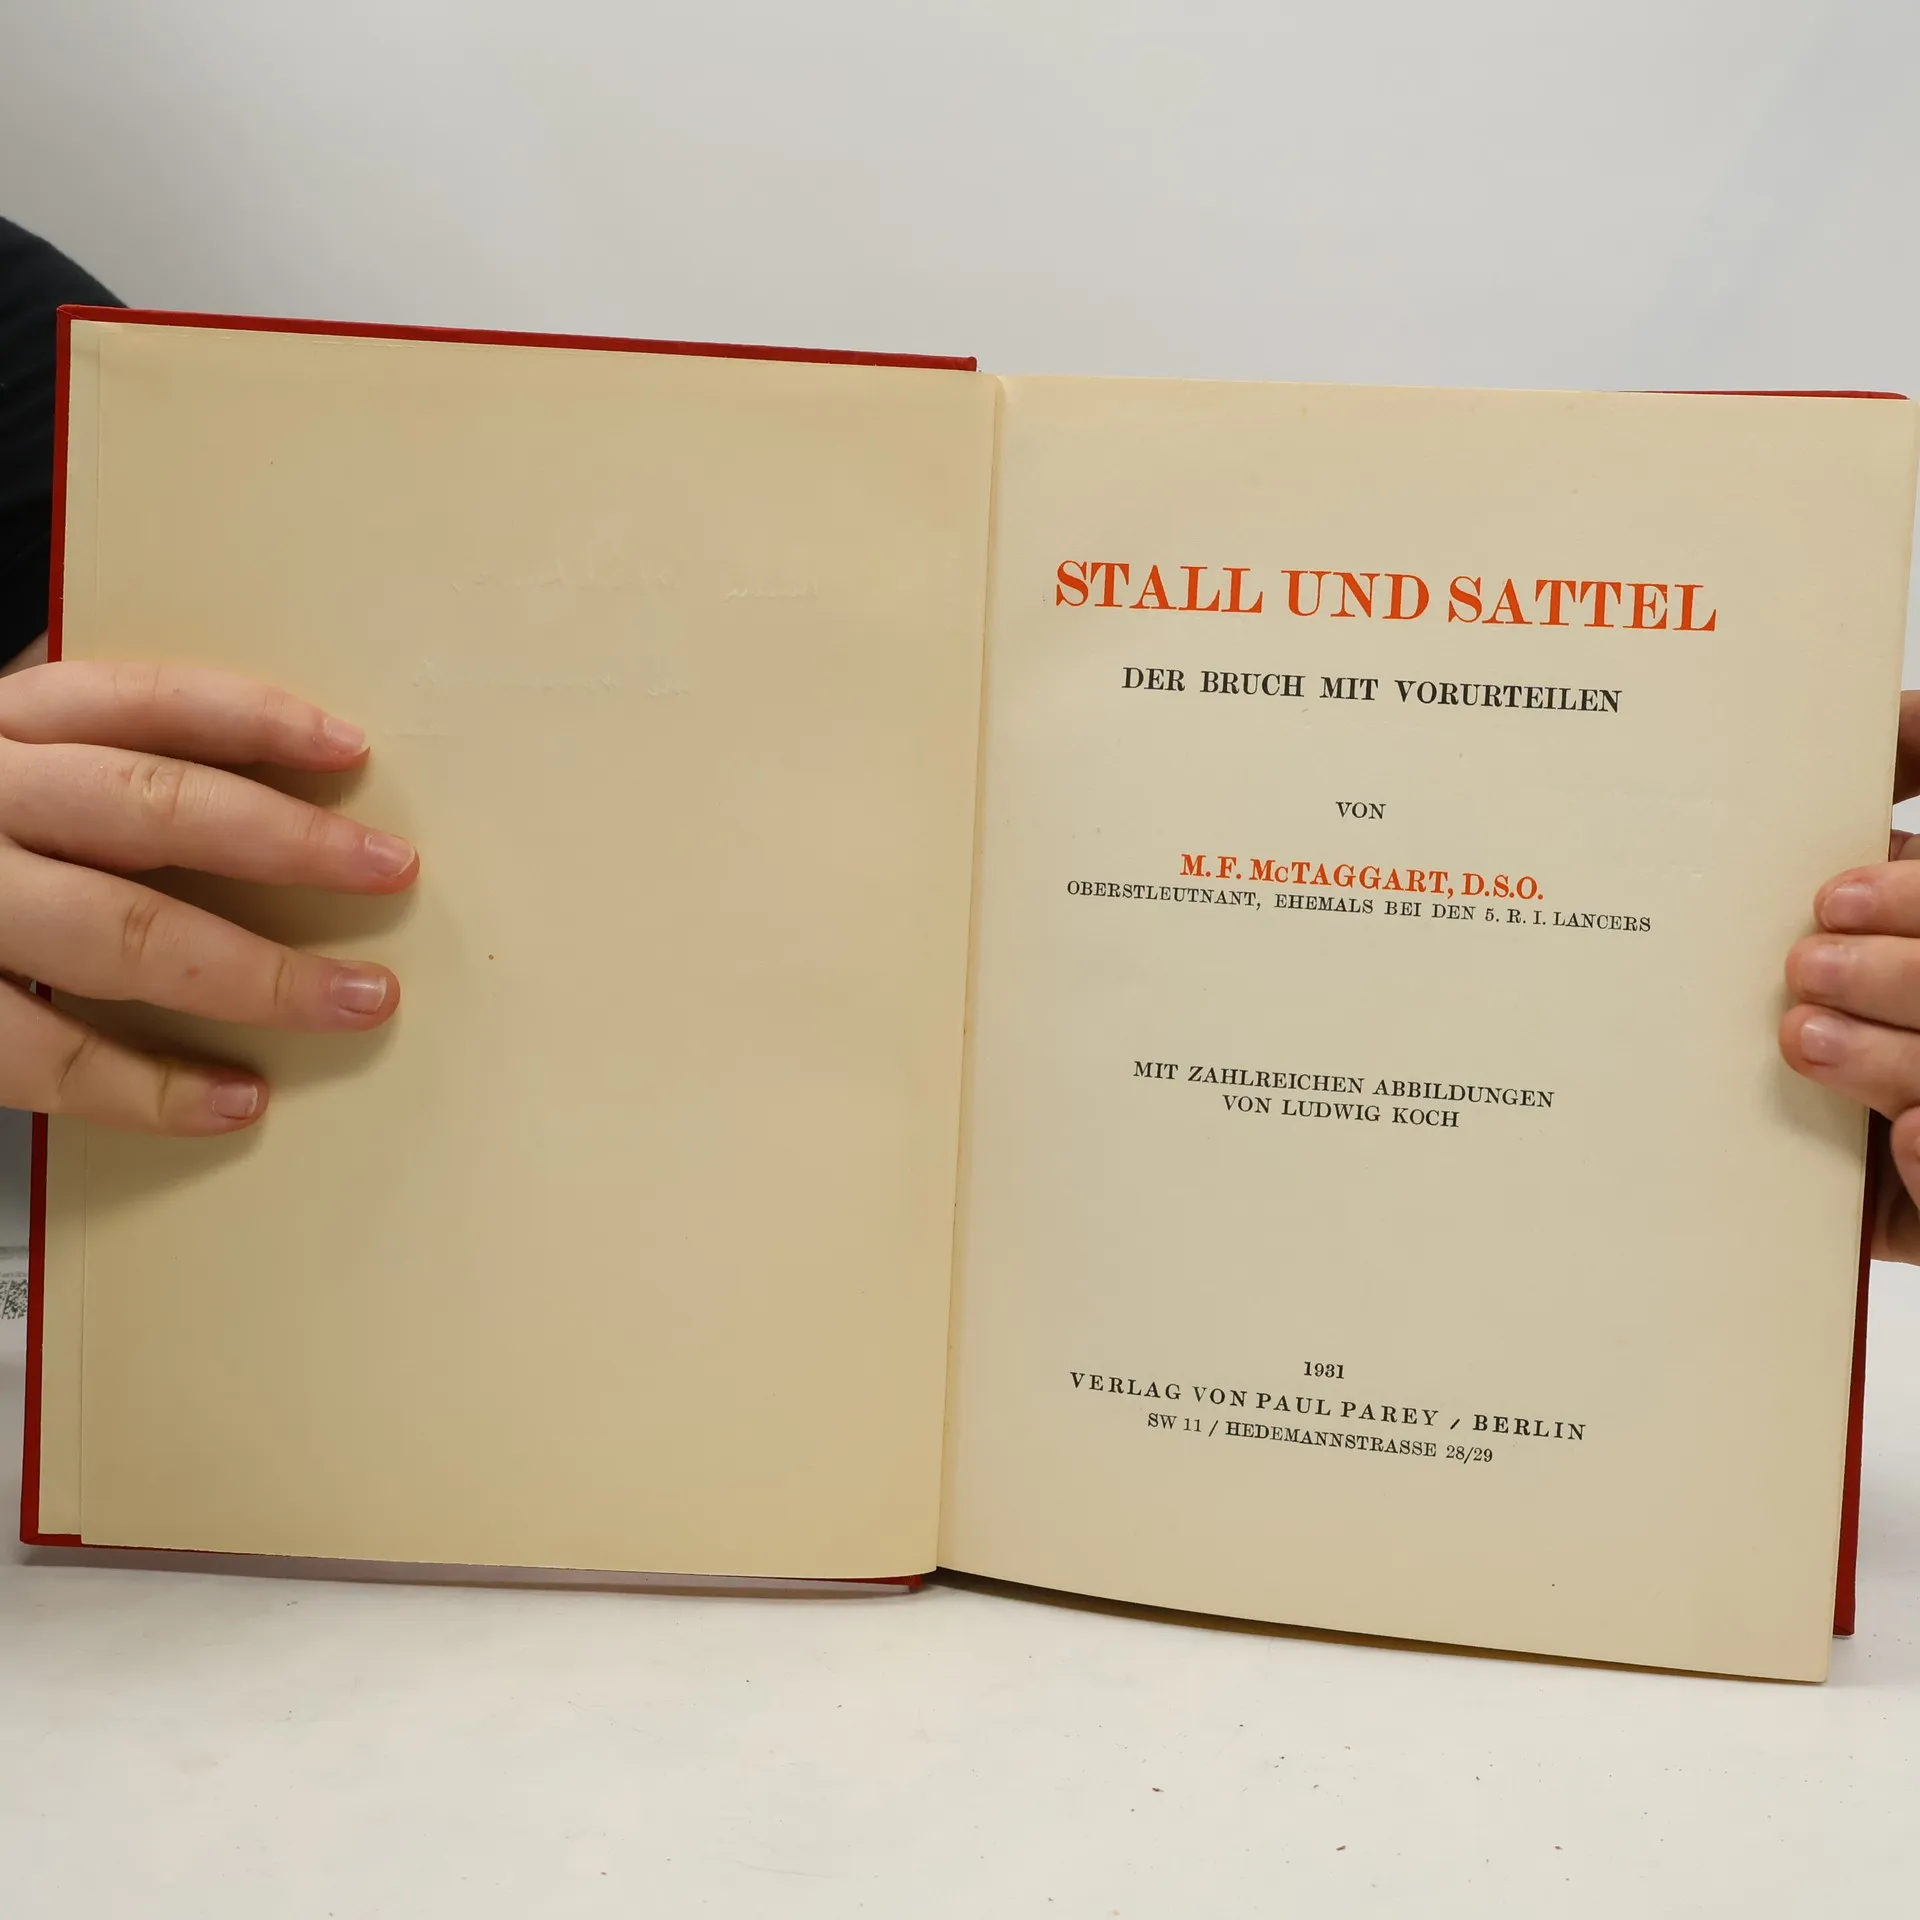 STALL UND SATTEL
DER BRUCH MIT VORURTEILEN
VON
M. F. McTAGGART, D.S.O.
OBERSTLEUTNANT, EHEMALS BEI DEN 5. R. I. LANCERS
MIT ZAHLREICHEN ABBILDUNGEN
VON LUDWIG KOCH
1931
VERLAG VON PAUL PAREY / BERLIN
SW 11 / HEDEMANNSTRASSE 28/29